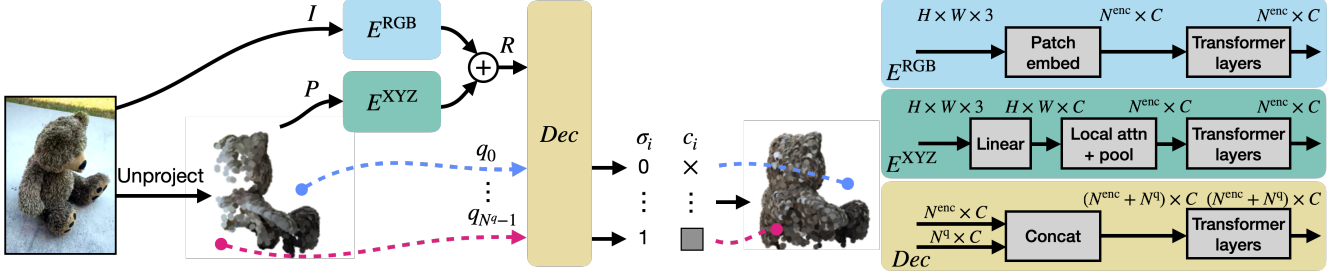 I
E^RGB
R
+
P
E^XYZ
Unproject
q_0
⋮
q_{N^q−1}
Dec
σ_i
c_i
0
×
⋮
⋮
1
H × W × 3
N^enc × C
N^enc × C
Patch embed
Transformer layers
E^RGB
H × W × 3
H × W × C
N^enc × C
N^enc × C
Linear
Local attn + pool
Transformer layers
E^XYZ
N^enc × C
N^q × C
(N^enc + N^q) × C
(N^enc + N^q) × C
Concat
Transformer layers
Dec